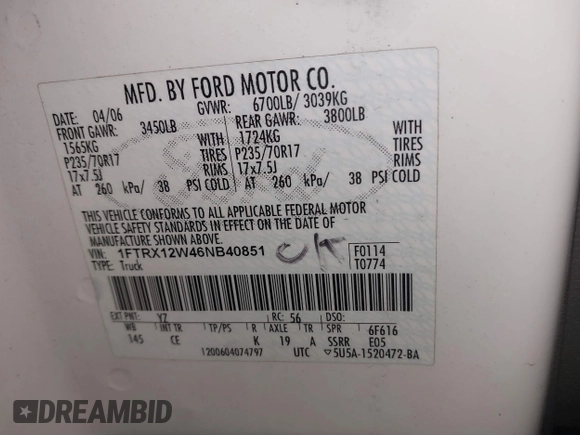 MFD. BY FORD MOTOR CO.
DATE: 04/06 GVWR: 6700LB/ 3039KG
FRONT GAWR: 3450LB REAR GAWR: 3800LB
1565KG WITH 1724KG WITH
P235/70R17 TIRES P235/70R17 TIRES
17x7.5J RIMS 17x7.5J RIMS
AT 260 kPa/ 38 PSI COLD AT 260 kPa/ 38 PSI COLD
THIS VEHICLE CONFORMS TO ALL APPLICABLE FEDERAL MOTOR
VEHICLE SAFETY STANDARDS IN EFFECT ON THE DATE OF
MANUFACTURE SHOWN ABOVE.
VIN: 1FTRX12W46NB40851 F0114
TYPE: Truck T0774
EXT PNT: YZ RC: 56 DSO:
WB INT TR TP/PS R AXLE TR SPR 6F616
145 CE K 19 A SSRR E05
1200604074797 UTC 5U5A-1520472-BA
DREAMBID